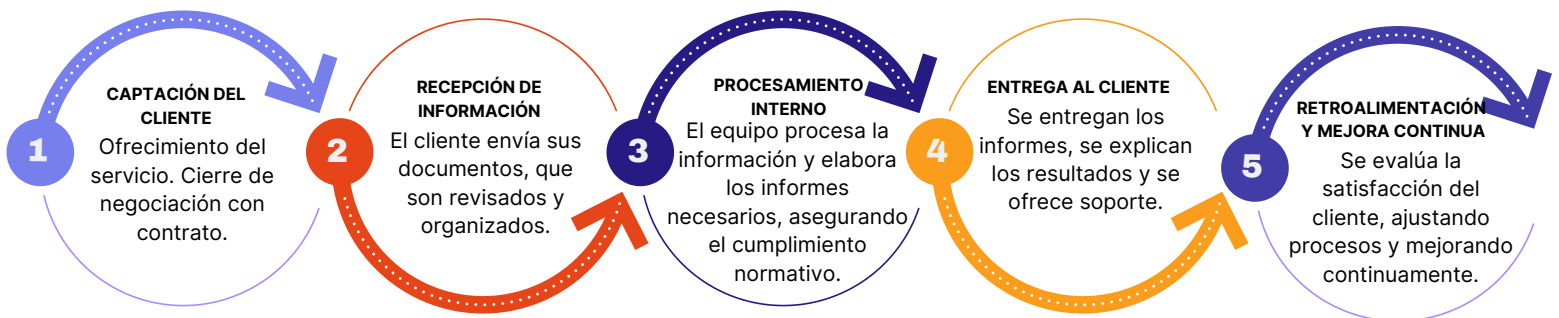 1
CAPTACIÓN DEL
CLIENTE
Ofrecimiento del
servicio. Cierre de
negociación con
contrato.
2
RECEPCIÓN DE
INFORMACIÓN
El cliente envía sus
documentos, que
son revisados y
organizados.
3
PROCESAMIENTO
INTERNO
El equipo procesa la
información y elabora
los informes
necesarios, asegurando
el cumplimiento
normativo.
4
ENTREGA AL CLIENTE
Se entregan los
informes, se explican
los resultados y se
ofrece soporte.
5
RETROALIMENTACIÓN
Y MEJORA CONTINUA
Se evalúa la
satisfacción del
cliente, ajustando
procesos y mejorando
continuamente.